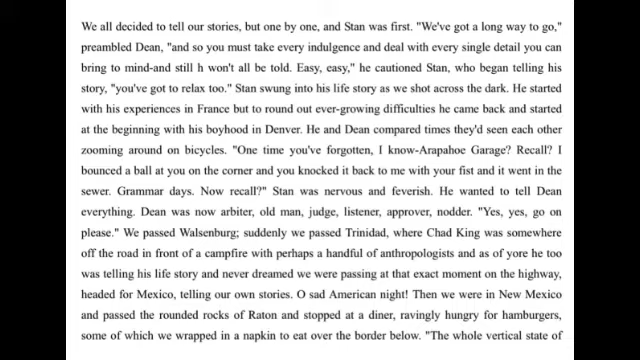 We all decided to tell our stories, but one by one, and Stan was first. "We've got a long way to go,"
preambled Dean, "and so you must take every indulgence and deal with every single detail you can
bring to mind-and still h won't all be told. Easy, easy," he cautioned Stan, who began telling his
story, "you've got to relax too." Stan swung into his life story as we shot across the dark. He started
with his experiences in France but to round out ever-growing difficulties he came back and started
at the beginning with his boyhood in Denver. He and Dean compared times they'd seen each other
zooming around on bicycles. "One time you've forgotten, I know-Arapahoe Garage? Recall? I
bounced a ball at you on the corner and you knocked it back to me with your fist and it went in the
sewer. Grammar days. Now recall?" Stan was nervous and feverish. He wanted to tell Dean
everything. Dean was now arbiter, old man, judge, listener, approver, nodder. "Yes, yes, go on
please." We passed Walsenburg; suddenly we passed Trinidad, where Chad King was somewhere
off the road in front of a campfire with perhaps a handful of anthropologists and as of yore he too
was telling his life story and never dreamed we were passing at that exact moment on the highway,
headed for Mexico, telling our own stories. O sad American night! Then we were in New Mexico
and passed the rounded rocks of Raton and stopped at a diner, ravingly hungry for hamburgers,
some of which we wrapped in a napkin to eat over the border below. "The whole vertical state of